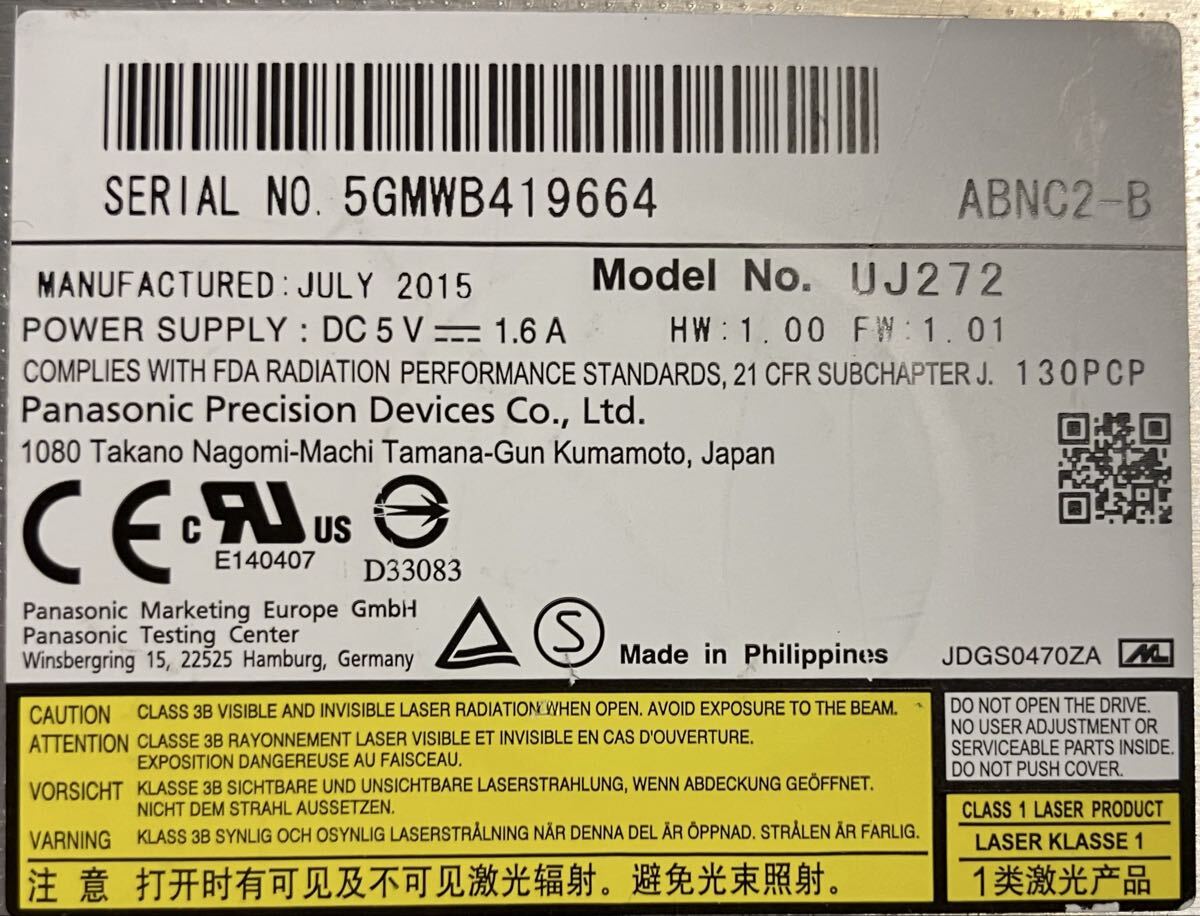 SERIAL NO. 5GMWB419664
ABNC2-B
MANUFACTURED:JULY 2015
Model No. UJ272
POWER SUPPLY : DC 5 V ⎓ 1.6 A
HW:1.00 FW:1.01
COMPLIES WITH FDA RADIATION PERFORMANCE STANDARDS, 21 CFR SUBCHAPTER J. 130PCP
Panasonic Precision Devices Co., Ltd.
1080 Takano Nagomi-Machi Tamana-Gun Kumamoto, Japan
CE
C RU US
E140407
D33083
Panasonic Marketing Europe GmbH
Panasonic Testing Center
Winsbergring 15, 22525 Hamburg, Germany
S
Made in Philippines
JDGS0470ZA
CAUTION CLASS 3B VISIBLE AND INVISIBLE LASER RADIATION WHEN OPEN. AVOID EXPOSURE TO THE BEAM.
ATTENTION CLASSE 3B RAYONNEMENT LASER VISIBLE ET INVISIBLE EN CAS D'OUVERTURE.
EXPOSITION DANGEREUSE AU FAISCEAU.
VORSICHT KLASSE 3B SICHTBARE UND UNSICHTBARE LASERSTRAHLUNG, WENN ABDECKUNG GEÖFFNET.
NICHT DEM STRAHL AUSSETZEN.
VARNING KLASS 3B SYNLIG OCH OSYNLIG LASERSTRÅLNING NÄR DENNA DEL ÄR ÖPPNAD. STRÅLEN ÄR FARLIG.
注 意 打开时有可见及不可见激光辐射。避免光束照射。
DO NOT OPEN THE DRIVE.
NO USER ADJUSTMENT OR
SERVICEABLE PARTS INSIDE.
DO NOT PUSH COVER.
CLASS 1 LASER PRODUCT
LASER KLASSE 1
1类激光产品